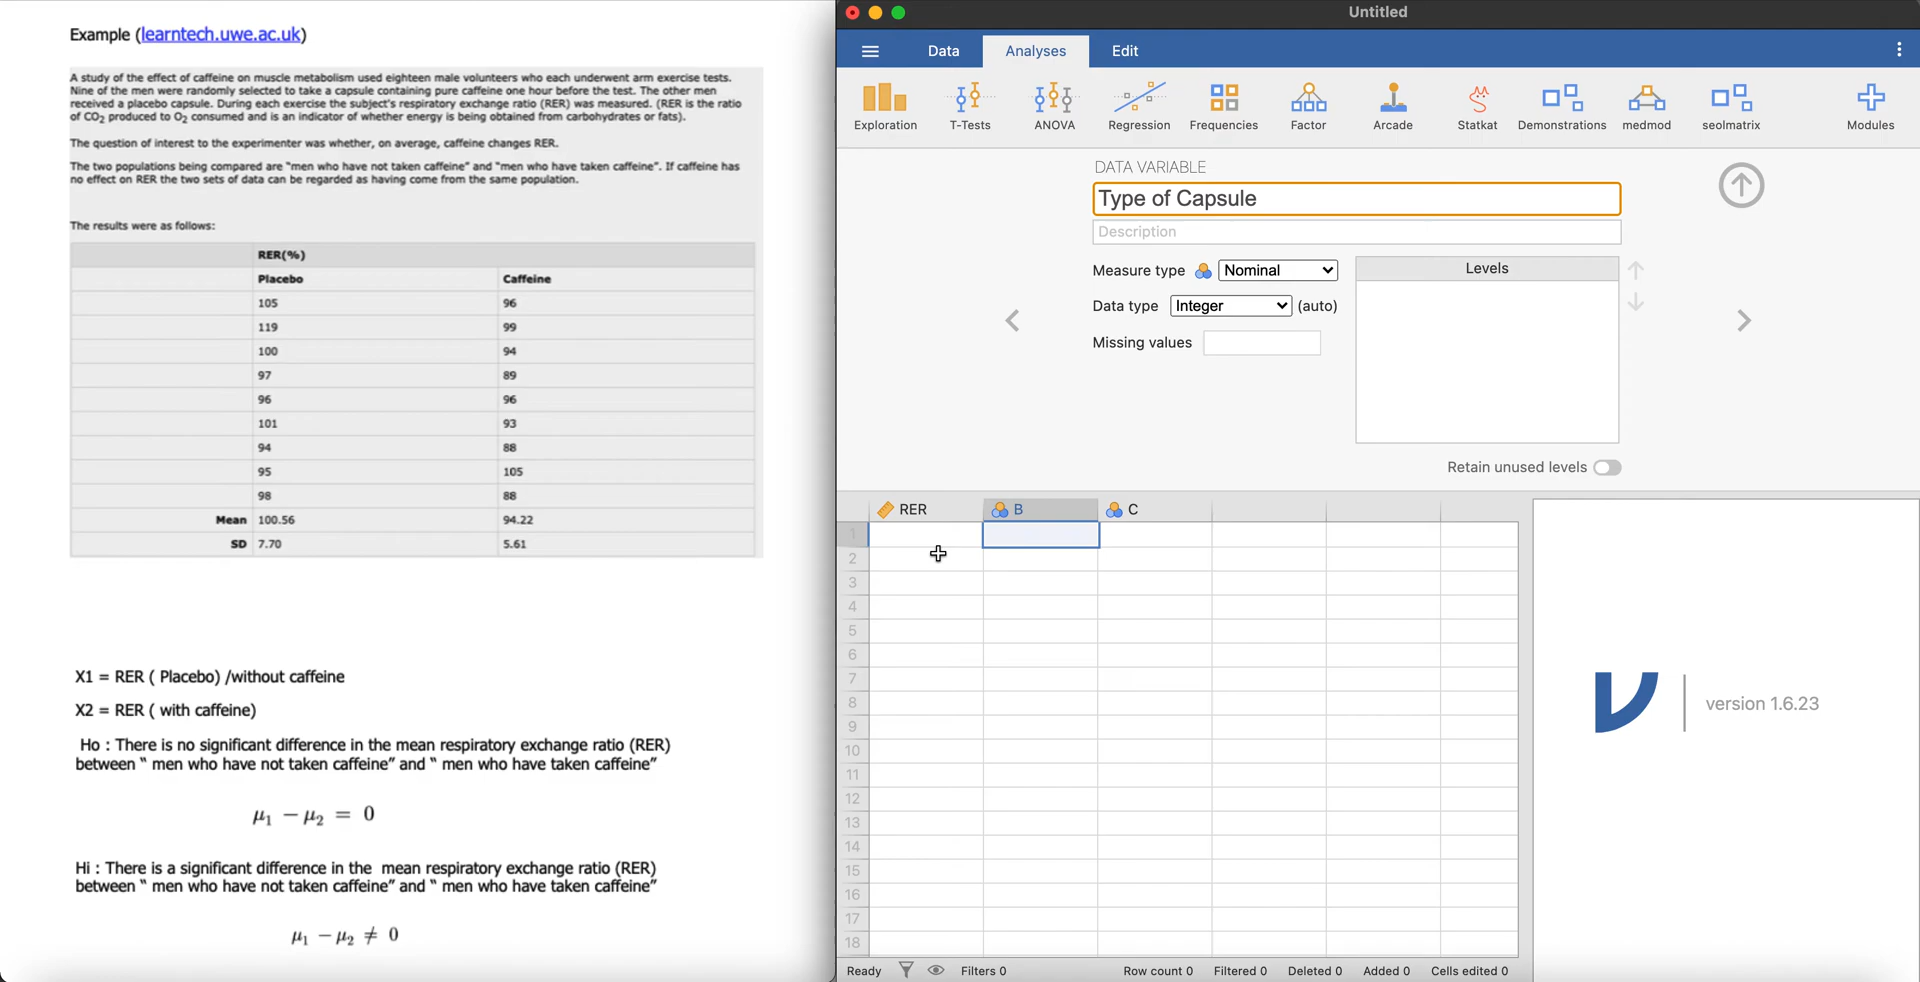 Example (learntech.uwe.ac.uk)
A study of the effect of caffeine on muscle metabolism used eighteen male volunteers who each underwent arm exercise tests.
Nine of the men were randomly selected to take a capsule containing pure caffeine one hour before the test. The other men
received a placebo capsule. During each exercise the subject's respiratory exchange ratio (RER) was measured. (RER is the ratio
of CO2 produced to O2 consumed and is an indicator of whether energy is being obtained from carbohydrates or fats).
The question of interest to the experimenter was whether, on average, caffeine changes RER.
The two populations being compared are "men who have not taken caffeine" and "men who have taken caffeine". If caffeine has
no effect on RER the two sets of data can be regarded as having come from the same population.
The results were as follows:
RER(%)
Placebo Caffeine
105 96
119 99
100 94
97 89
96 96
101 93
94 88
95 105
98 88
Mean 100.56 94.22
SD 7.70 5.61
X1 = RER ( Placebo) /without caffeine
X2 = RER ( with caffeine)
Ho : There is no significant difference in the mean respiratory exchange ratio (RER)
between " men who have not taken caffeine" and " men who have taken caffeine"
μ1 − μ2 = 0
Hi : There is a significant difference in the mean respiratory exchange ratio (RER)
between " men who have not taken caffeine" and " men who have taken caffeine"
μ1 − μ2 ≠ 0
Untitled
Data Analyses Edit
Exploration T-Tests ANOVA Regression Frequencies Factor Arcade Statkat Demonstrations medmod seolmatrix Modules
DATA VARIABLE
Type of Capsule
Description
Measure type Nominal
Levels
Data type Integer (auto)
Missing values
Retain unused levels
RER B C
1
2
3
4
5
6
7
8
9
10
11
12
13
14
15
16
17
18
version 1.6.23
Ready Filters 0 Row count 0 Filtered 0 Deleted 0 Added 0 Cells edited 0